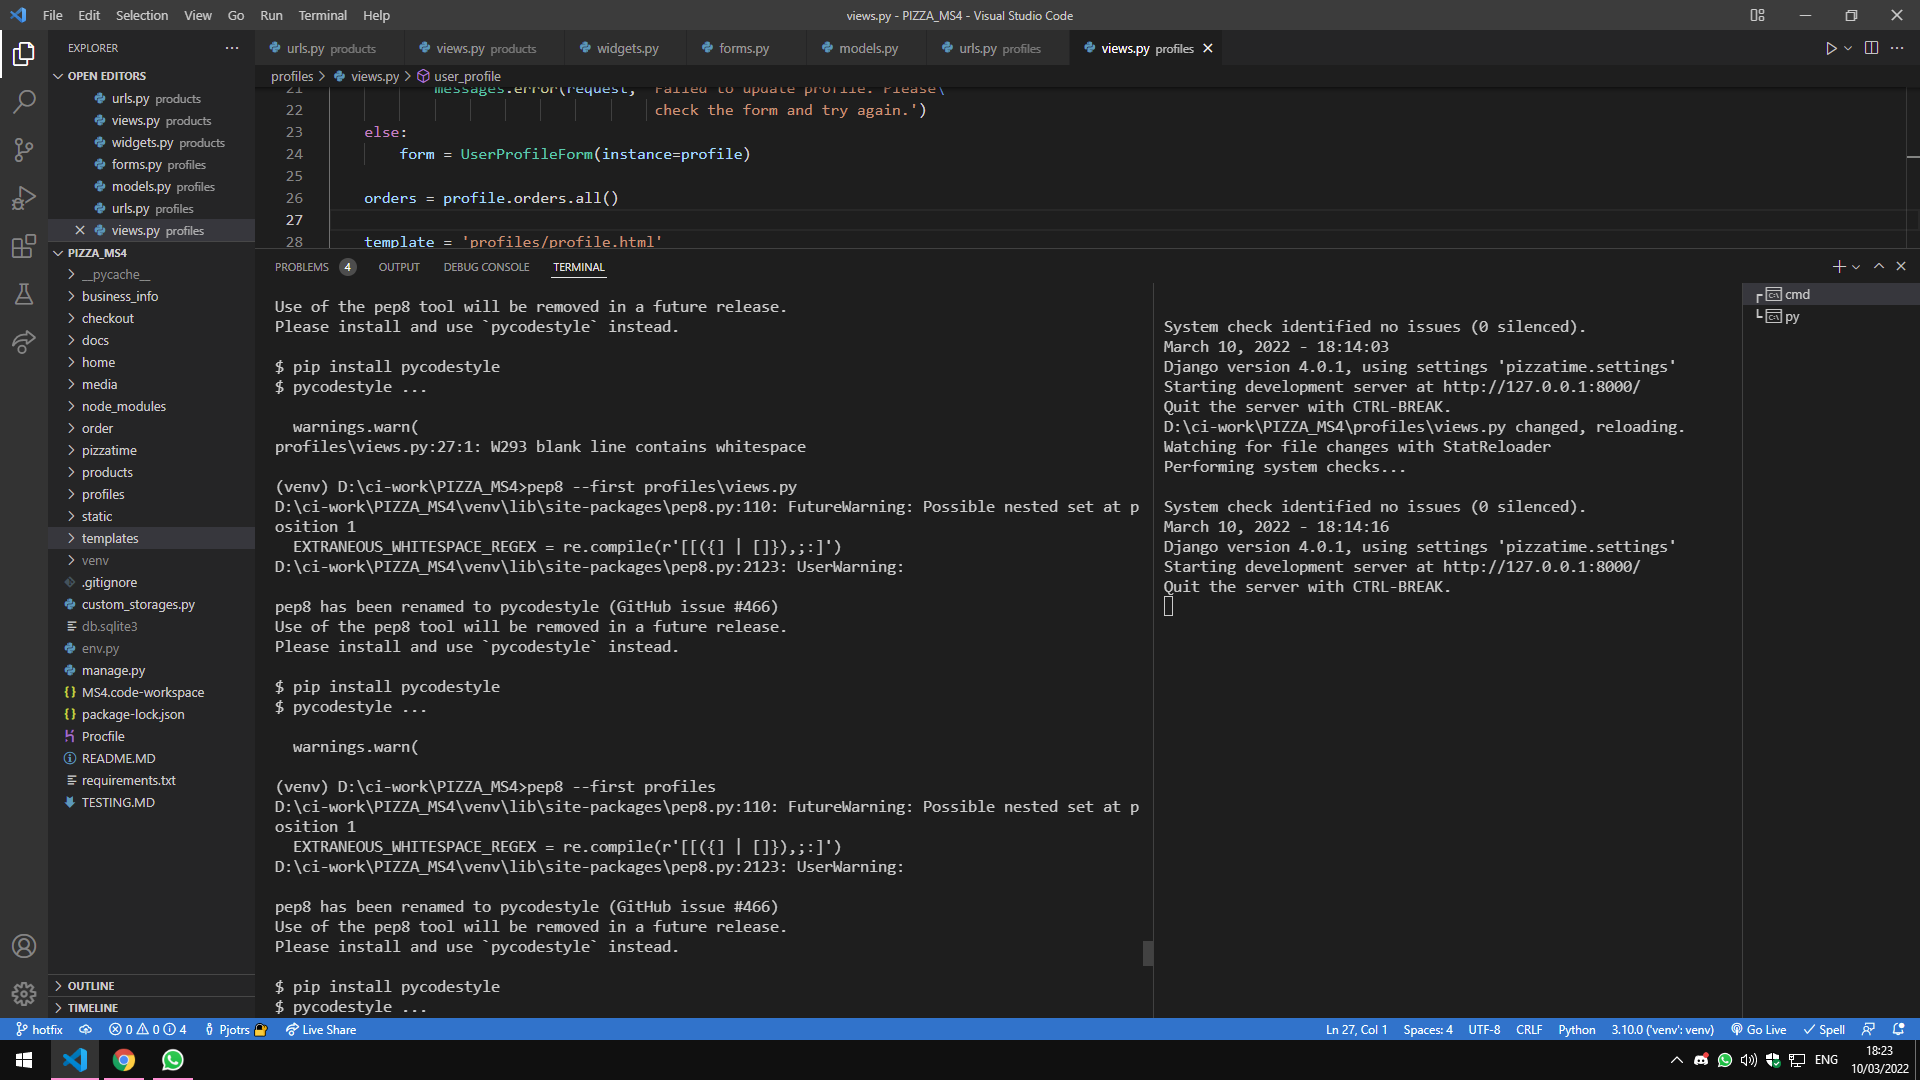 File Edit Selection View Go Run Terminal Help
views.py - PIZZA_MS4 - Visual Studio Code
EXPLORER
OPEN EDITORS
urls.py products
views.py products
widgets.py products
forms.py profiles
models.py profiles
urls.py profiles
views.py profiles
PIZZA_MS4
__pycache__
business_info
checkout
docs
home
media
node_modules
order
pizzatime
products
profiles
static
templates
venv
.gitignore
custom_storages.py
db.sqlite3
env.py
manage.py
MS4.code-workspace
package-lock.json
Procfile
README.MD
requirements.txt
TESTING.MD
OUTLINE
TIMELINE
urls.py products
views.py products
widgets.py
forms.py
models.py
urls.py profiles
views.py profiles
profiles > views.py > user_profile
21 messages.error(request, 'Failed to update profile. Please\
22 check the form and try again.')
23 else:
24 form = UserProfileForm(instance=profile)
25
26 orders = profile.orders.all()
27
28 template = 'profiles/profile.html'
PROBLEMS 4 OUTPUT DEBUG CONSOLE TERMINAL
Use of the pep8 tool will be removed in a future release.
Please install and use `pycodestyle` instead.
$ pip install pycodestyle
$ pycodestyle ...
warnings.warn(
profiles\views.py:27:1: W293 blank line contains whitespace
(venv) D:\ci-work\PIZZA_MS4>pep8 --first profiles\views.py
D:\ci-work\PIZZA_MS4\venv\lib\site-packages\pep8.py:110: FutureWarning: Possible nested set at p
osition 1
EXTRANEOUS_WHITESPACE_REGEX = re.compile(r'[[({] | []}),;:]')
D:\ci-work\PIZZA_MS4\venv\lib\site-packages\pep8.py:2123: UserWarning:
pep8 has been renamed to pycodestyle (GitHub issue #466)
Use of the pep8 tool will be removed in a future release.
Please install and use `pycodestyle` instead.
$ pip install pycodestyle
$ pycodestyle ...
warnings.warn(
(venv) D:\ci-work\PIZZA_MS4>pep8 --first profiles
D:\ci-work\PIZZA_MS4\venv\lib\site-packages\pep8.py:110: FutureWarning: Possible nested set at p
osition 1
EXTRANEOUS_WHITESPACE_REGEX = re.compile(r'[[({] | []}),;:]')
D:\ci-work\PIZZA_MS4\venv\lib\site-packages\pep8.py:2123: UserWarning:
pep8 has been renamed to pycodestyle (GitHub issue #466)
Use of the pep8 tool will be removed in a future release.
Please install and use `pycodestyle` instead.
$ pip install pycodestyle
$ pycodestyle ...
System check identified no issues (0 silenced).
March 10, 2022 - 18:14:03
Django version 4.0.1, using settings 'pizzatime.settings'
Starting development server at http://127.0.0.1:8000/
Quit the server with CTRL-BREAK.
D:\ci-work\PIZZA_MS4\profiles\views.py changed, reloading.
Watching for file changes with StatReloader
Performing system checks...
System check identified no issues (0 silenced).
March 10, 2022 - 18:14:16
Django version 4.0.1, using settings 'pizzatime.settings'
Starting development server at http://127.0.0.1:8000/
Quit the server with CTRL-BREAK.
cmd
py
hotfix 0 0 4 Pjotrs Live Share
Ln 27, Col 1 Spaces: 4 UTF-8 CRLF Python 3.10.0 ('venv': venv) Go Live Spell
ENG
18:23
10/03/2022